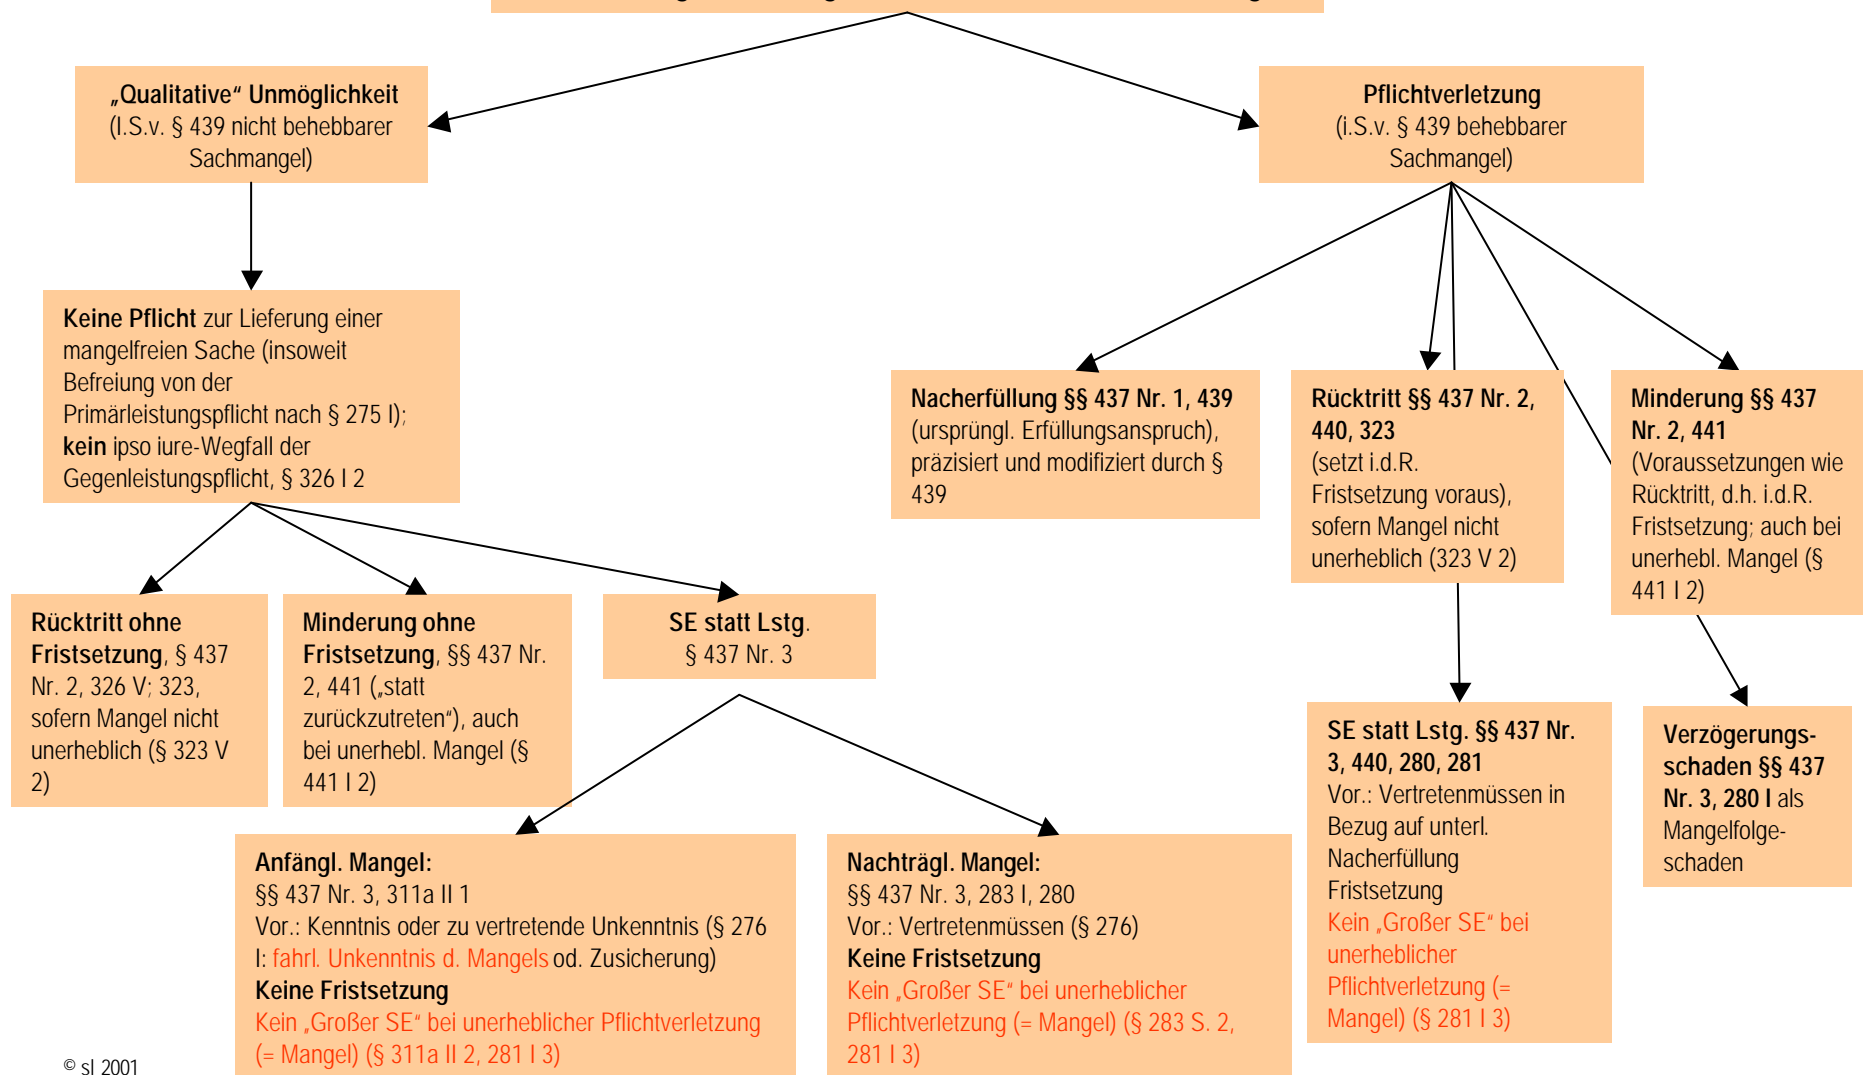 „Qualitative“ Unmöglichkeit
(I.S.v. § 439 nicht behebbarer
Sachmangel)
Pflichtverletzung
(i.S.v. § 439 behebbarer
Sachmangel)
Keine Pflicht zur Lieferung einer
mangelfreien Sache (insoweit
Befreiung von der
Primärleistungspflicht nach § 275 I);
kein ipso iure-Wegfall der
Gegenleistungspflicht, § 326 I 2
Nacherfüllung §§ 437 Nr. 1, 439
(ursprüngl. Erfüllungsanspruch),
präzisiert und modifiziert durch §
439
Rücktritt §§ 437 Nr. 2,
440, 323
(setzt i.d.R.
Fristsetzung voraus),
sofern Mangel nicht
unerheblich (323 V 2)
Minderung §§ 437
Nr. 2, 441
(Voraussetzungen wie
Rücktritt, d.h. i.d.R.
Fristsetzung; auch bei
unerhebl. Mangel (§
441 I 2)
Rücktritt ohne
Fristsetzung, § 437
Nr. 2, 326 V; 323,
sofern Mangel nicht
unerheblich (§ 323 V
2)
Minderung ohne
Fristsetzung, §§ 437 Nr.
2, 441 („statt
zurückzutreten“), auch
bei unerhebl. Mangel (§
441 I 2)
SE statt Lstg.
§ 437 Nr. 3
SE statt Lstg. §§ 437 Nr.
3, 440, 280, 281
Vor.: Vertretenmüssen in
Bezug auf unterl.
Nacherfüllung
Fristsetzung
Kein „Großer SE“ bei
unerheblicher
Pflichtverletzung (=
Mangel) (§ 281 I 3)
Verzögerungs-
schaden §§ 437
Nr. 3, 280 I als
Mangelfolge-
schaden
Anfängl. Mangel:
§§ 437 Nr. 3, 311a II 1
Vor.: Kenntnis oder zu vertretende Unkenntnis (§ 276
I: fahrl. Unkenntnis d. Mangels od. Zusicherung)
Keine Fristsetzung
Kein „Großer SE“ bei unerheblicher Pflichtverletzung
(= Mangel) (§ 311a II 2, 281 I 3)
Nachträgl. Mangel:
§§ 437 Nr. 3, 283 I, 280
Vor.: Vertretenmüssen (§ 276)
Keine Fristsetzung
Kein „Großer SE“ bei unerheblicher
Pflichtverletzung (= Mangel) (§ 283 S. 2,
281 I 3)
© sl 2001